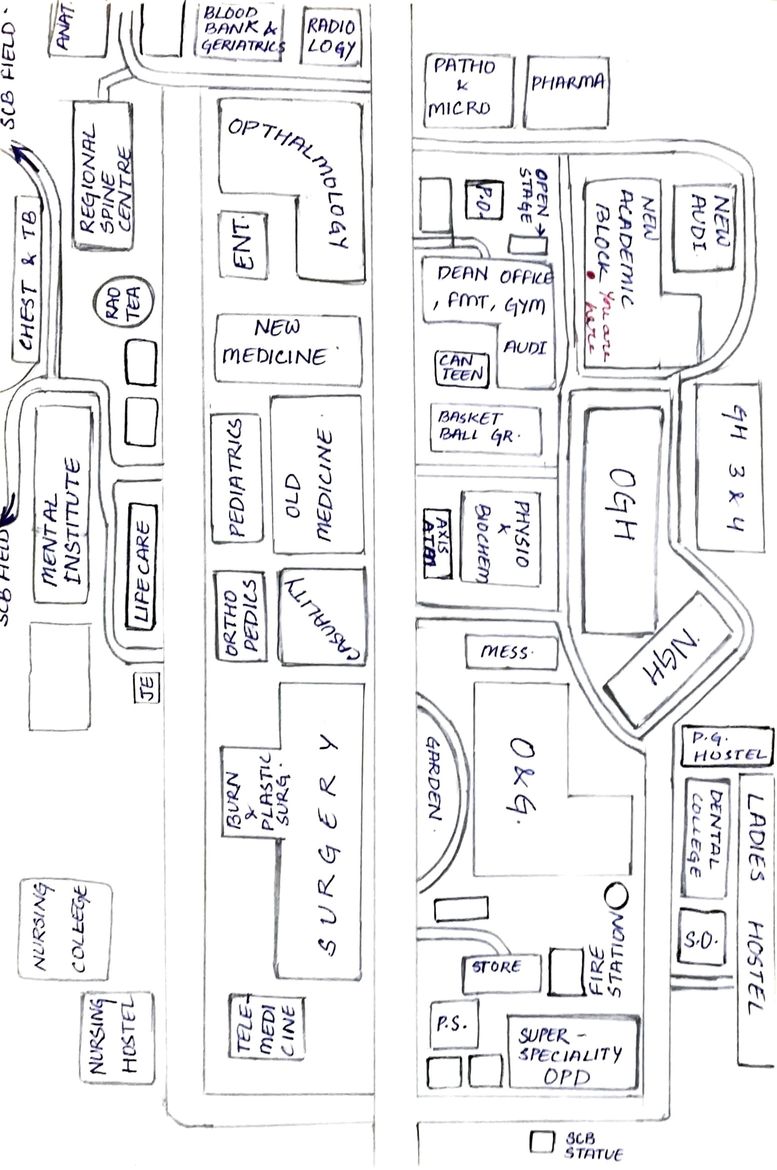 ANAT.
BLOOD
BANK &
GERIATRICS
RADIO
LOGY
PATHO
&
MICRO
PHARMA
SCB FIELD.
REGIONAL
SPINE
CENTRE
OPTHALMOLOGY
ENT.
P.O.
OPEN →
STAGE
NEW
ACADEMIC
BLOCK
You are
here
NEW
AUDI.
CHEST & TB
RAO
TEA
NEW
MEDICINE.
DEAN OFFICE
, FMT, GYM
AUDI
CAN
TEEN
BASKET
BALL GR.
GH 3 & 4
OGH
MENTAL
INSTITUTE
LIFECARE
PEDIATRICS
OLD
MEDICINE.
AXIS
ATM
PHYSIO
&
BIOCHEM
SCB FIELD
ORTHO
PEDICS
CASUALITY
MESS.
NGH
JE
BURN
&
PLASTIC
SURG.
SURGERY
GARDEN.
O&G.
P.G.
HOSTEL
DENTAL
COLLEGE
LADIES HOSTEL
S.D.
NURSING
COLLEGE
NURSING
HOSTEL
TELE-
MEDI
CINE
STORE
FIRE
STATION
P.S.
SUPER-
SPECIALITY
OPD
SCB
STATUE